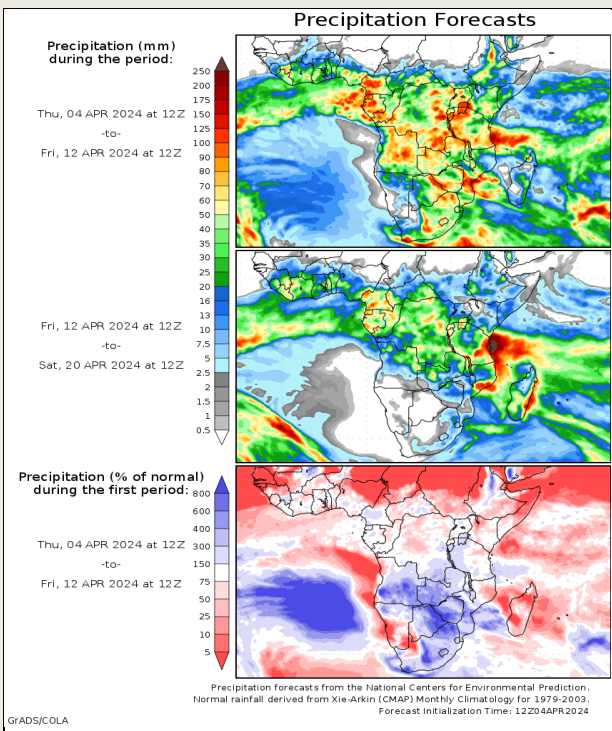 Precipitation Forecasts
Precipitation (mm)
during the period:
Thu, 04 APR 2024 at 12Z
-to-
Fri, 12 APR 2024 at 12Z
Fri, 12 APR 2024 at 12Z
-to-
Sat, 20 APR 2024 at 12Z
250
200
175
150
125
100
90
80
70
60
50
40
35
30
25
20
16
13
10
7.5
5
2.5
2
1.5
1
0.5
Precipitation (% of normal)
during the first period:
Thu, 04 APR 2024 at 12Z
-to-
Fri, 12 APR 2024 at 12Z
800
600
400
300
150
75
50
25
10
5
Precipitation forecasts from the National Centers for Environmental Prediction.
Normal rainfall derived from Xie-Arkin (CMAP) Monthly Climatology for 1979-2003.
Forecast Initialization Time: 12Z04APR2024
GrADS/COLA